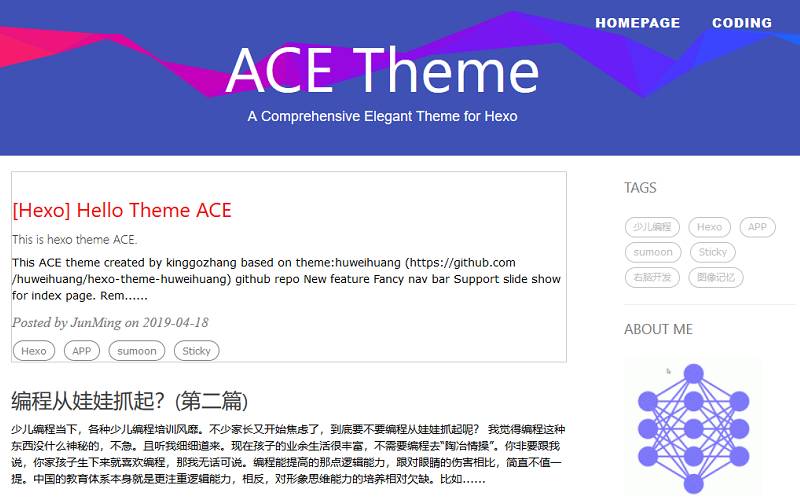 HOMEPAGE CODING
ACE Theme
A Comprehensive Elegant Theme for Hexo
[Hexo] Hello Theme ACE
This is hexo theme ACE.
This ACE theme created by kinggozhang based on theme:huweihuang (https://github.com
/huweihuang/hexo-theme-huweihuang) github repo New feature Fancy nav bar Support slide show
for index page. Rem......
Posted by JunMing on 2019-04-18
Hexo APP sumoon Sticky
编程从娃娃抓起？(第二篇)
少儿编程当下，各种少儿编程培训风靡。不少家长又开始焦虑了，到底要不要编程从娃娃抓起呢？ 我觉得编程这种
东西没什么神秘的，不急。且听我细细道来。现在孩子的业余生活很丰富，不需要编程去“陶冶情操”。你非要跟我
说，你家孩子生下来就喜欢编程，那我无话可说。编程能提高的那点逻辑能力，跟对眼睛的伤害相比，简直不值一
提。中国的教育体系本身就是更注重逻辑能力，相反，对形象思维能力的培养相对欠缺。比如......
TAGS
少儿编程 Hexo APP
sumoon Sticky
右脑开发 图像记忆
ABOUT ME